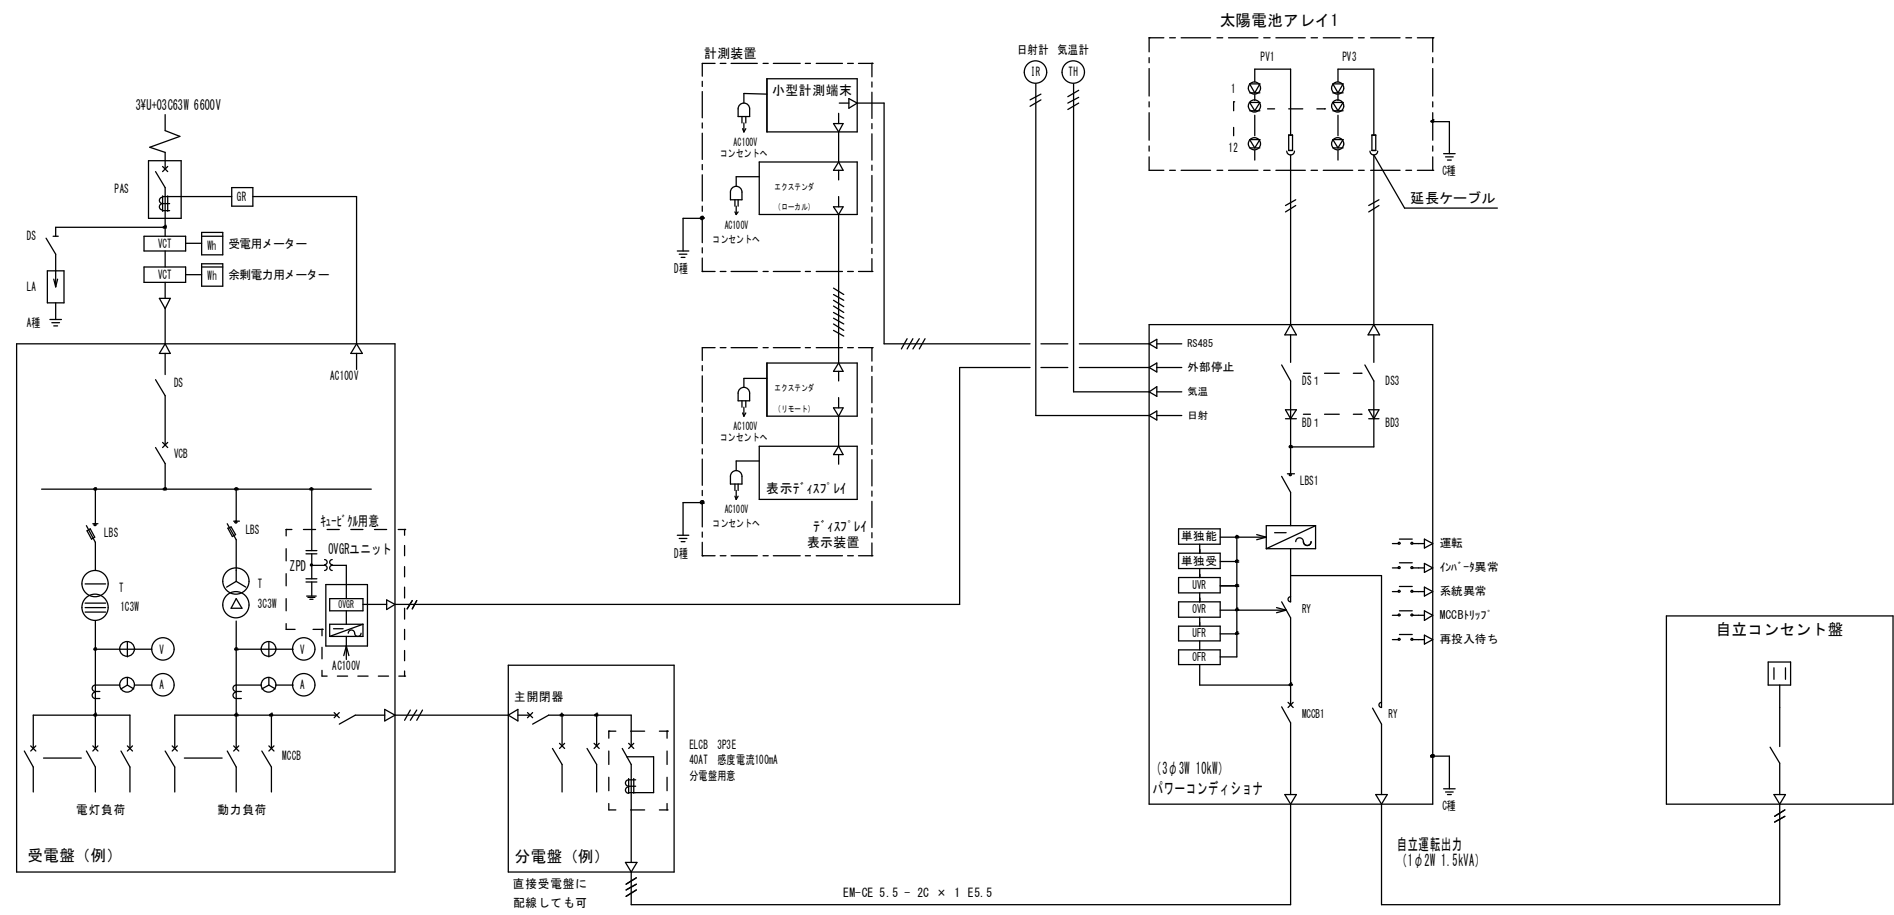 太陽電池アレイ1
PV1
PV3
1
12
C種
延長ケーブル
日射計
気温計
IR
TH
計測装置
小型計測端末
AC100V
コンセントへ
エクステンダ
(ローカル)
AC100V
コンセントへ
D種
エクステンダ
(リモート)
AC100V
コンセントへ
表示ディスプレイ
AC100V
コンセントへ
D種
ディスプレイ
表示装置
3¥U+03C63W 6600V
PAS
GR
DS
VCT
Wh
受電用メーター
VCT
Wh
余剰電力用メーター
LA
A種
AC100V
DS
VCB
LBS
LBS
キュービクル用意
OVGRユニット
ZPD
OVGR
AC100V
T
1C3W
T
3C3W
V
V
A
A
MCCB
電灯負荷
動力負荷
受電盤（例）
主開閉器
ELCB 3P3E
40AT 感度電流100mA
分電盤用意
分電盤（例）
直接受電盤に
配線しても可
EM-CE 5.5 - 2C × 1 E5.5
RS485
外部停止
気温
日射
DS1
DS3
BD1
BD3
LBS1
単独能
単独受
UVR
OVR
UFR
OFR
RY
MCCB1
RY
運転
インバータ異常
系統異常
MCCBトリップ
再投入待ち
(3φ3W 10kW)
パワーコンディショナ
C種
自立運転出力
(1φ2W 1.5kVA)
自立コンセント盤